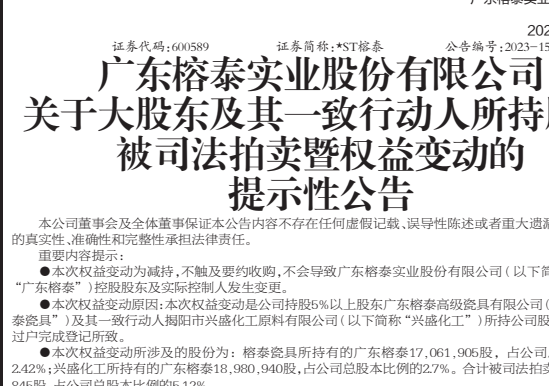 广东榕泰实业
202
证券代码:600589 证券简称:*ST榕泰 公告编号:2023-15
广东榕泰实业股份有限公司
关于大股东及其一致行动人所持
被司法拍卖暨权益变动的
提示性公告
本公司董事会及全体董事保证本公告内容不存在任何虚假记载、误导性陈述或者重大遗漏
的真实性、准确性和完整性承担法律责任。
重要内容提示:
●本次权益变动为减持,不触及要约收购,不会导致广东榕泰实业股份有限公司(以下简
“广东榕泰”)控股股东及实际控制人发生变更。
●本次权益变动原因:本次权益变动是公司持股5%以上股东广东榕泰高级瓷具有限公司(
泰瓷具”)及其一致行动人揭阳市兴盛化工原料有限公司(以下简称“兴盛化工”)所持公司股
过户完成登记所致。
●本次权益变动所涉及的股份为：榕泰瓷具所持有的广东榕泰17,061,905股，占公司
2.42%;兴盛化工所持有的广东榕泰18,980,940股,占公司总股本比例的2.7%。合计被司法拍
845股,占公司总股本比例的5.12%